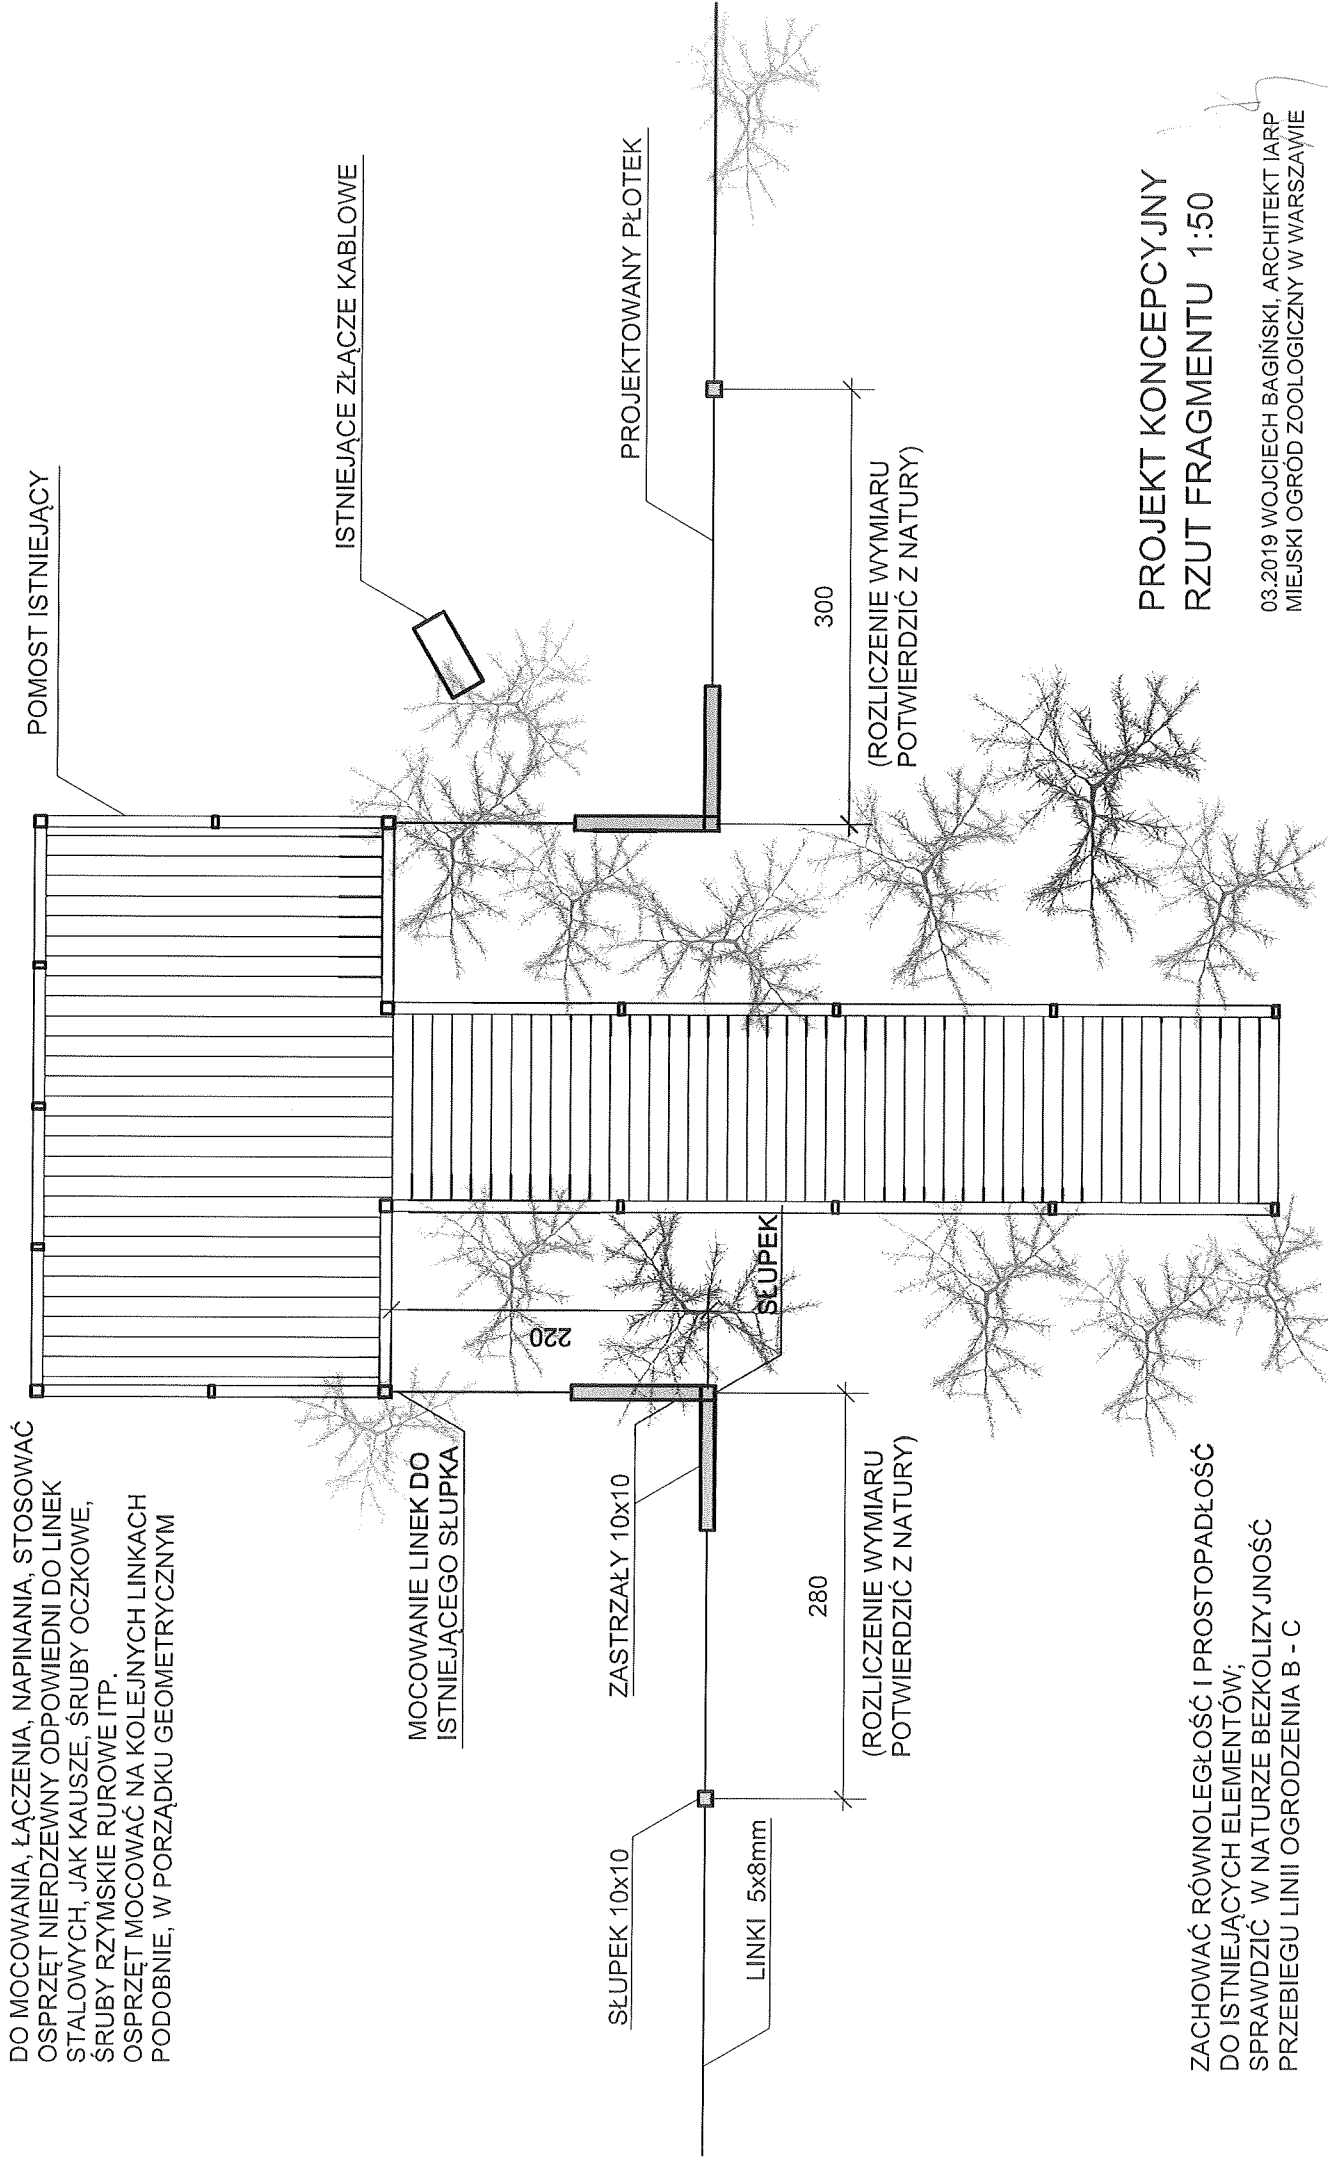 DO MOCOWANIA, ŁĄCZENIA, NAPINANIA, STOSOWAĆ
OSPRZĘT NIERDZEWNY ODPOWIEDNI DO LINEK
STALOWYCH, JAK KAUSZE, ŚRUBY OCZKOWE,
ŚRUBY RZYMSKIE RUROWE ITP.
OSPRZĘT MOCOWAĆ NA KOLEJNYCH LINKACH
PODOBNIE, W PORZĄDKU GEOMETRYCZNYM
POMOST ISTNIEJĄCY
ISTNIEJĄCE ZŁĄCZE KABLOWE
MOCOWANIE LINEK DO
ISTNIEJĄCEGO SŁUPKA
220
SŁUPEK 10x10
ZASTRZAŁY 10x10
PROJEKTOWANY PŁOTEK
LINKI 5x8mm
SŁUPEK
280
300
(ROZLICZENIE WYMIARU
POTWIERDZIĆ Z NATURY)
(ROZLICZENIE WYMIARU
POTWIERDZIĆ Z NATURY)
ZACHOWAĆ RÓWNOLEGŁOŚĆ I PROSTOPADŁOŚĆ
DO ISTNIEJĄCYCH ELEMENTÓW;
SPRAWDZIĆ W NATURZE BEZKOLIZYJNOŚĆ
PRZEBIEGU LINII OGRODZENIA B - C
PROJEKT KONCEPCYJNY
RZUT FRAGMENTU 1:50
03.2019 WOJCIECH BAGIŃSKI, ARCHITEKT IARP
MIEJSKI OGRÓD ZOOLOGICZNY W WARSZAWIE